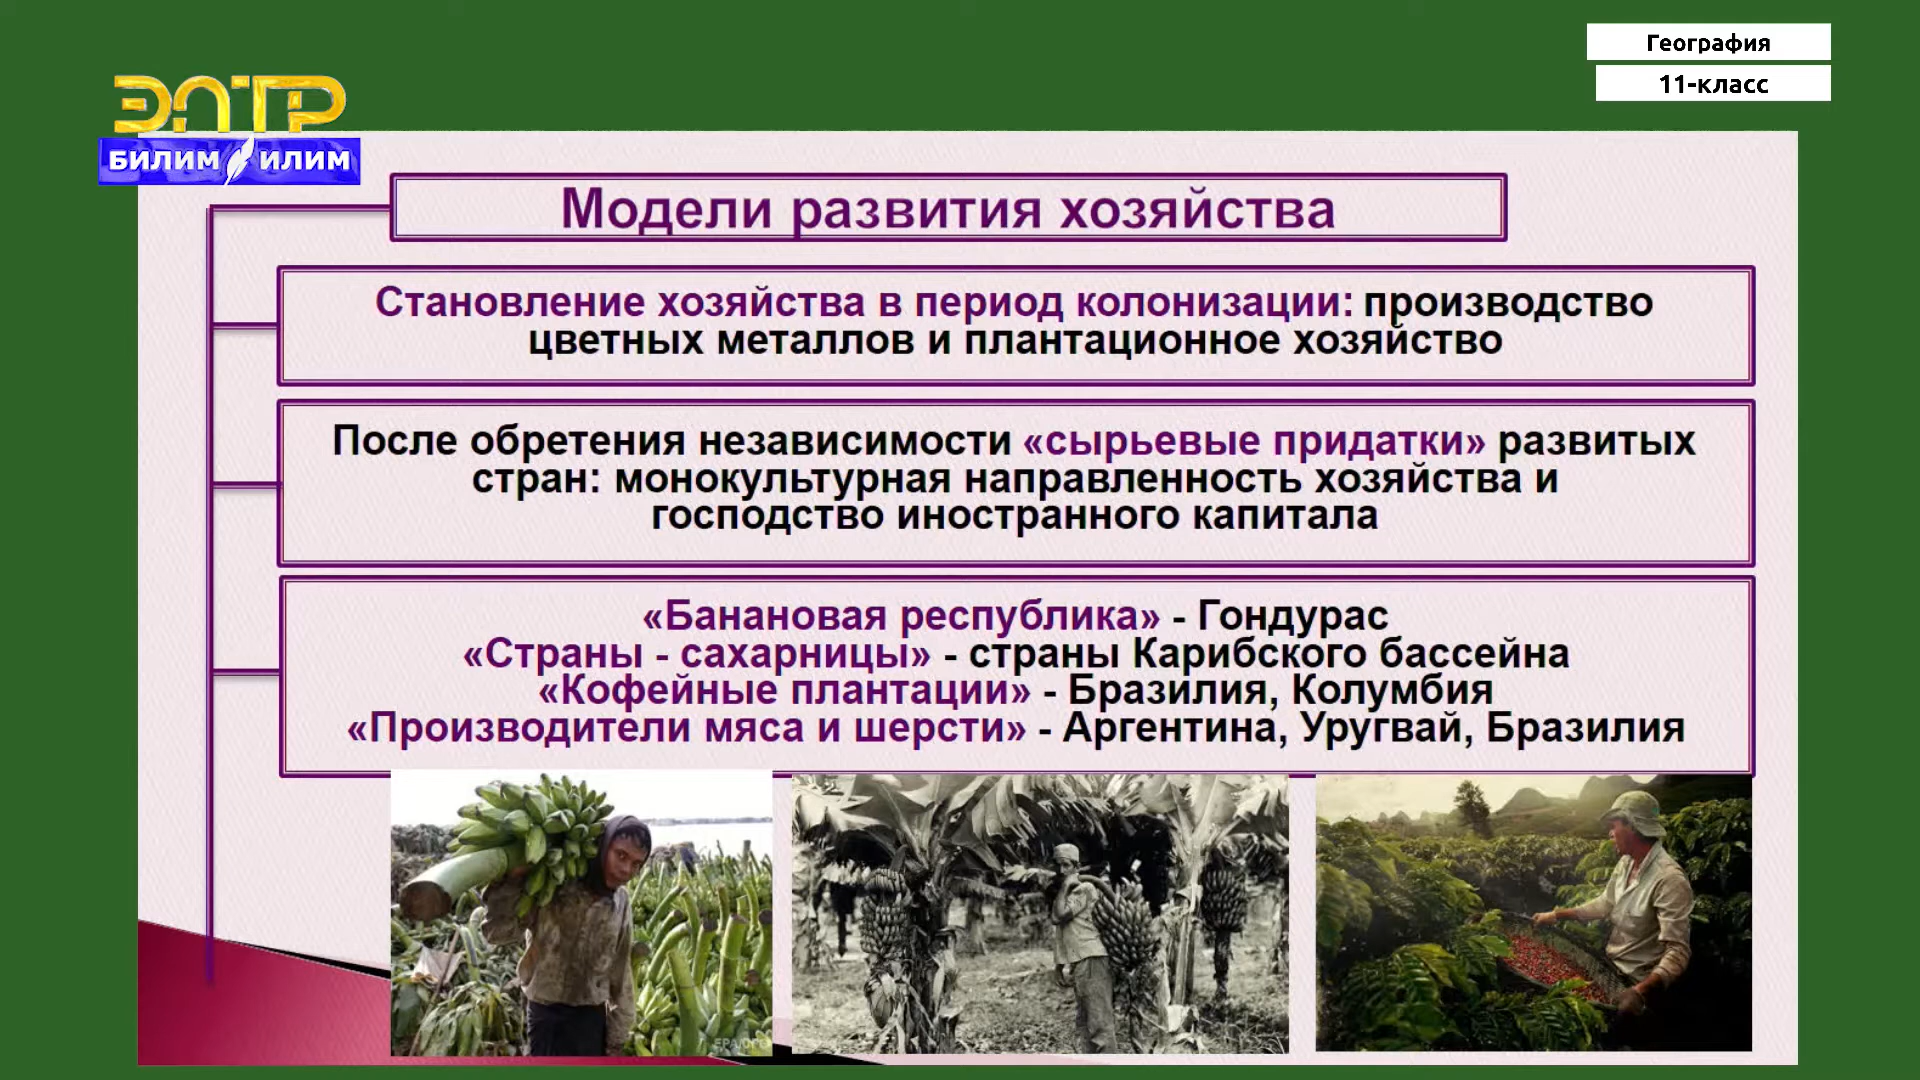 География
11-класс
ЭЛТР
БИЛИМ ИЛИМ
Модели развития хозяйства
Становление хозяйства в период колонизации: производство
цветных металлов и плантационное хозяйство
После обретения независимости «сырьевые придатки» развитых
стран: монокультурная направленность хозяйства и
господство иностранного капитала
«Банановая республика» - Гондурас
«Страны - сахарницы» - страны Карибского бассейна
«Кофейные плантации» - Бразилия, Колумбия
«Производители мяса и шерсти» - Аргентина, Уругвай, Бразилия